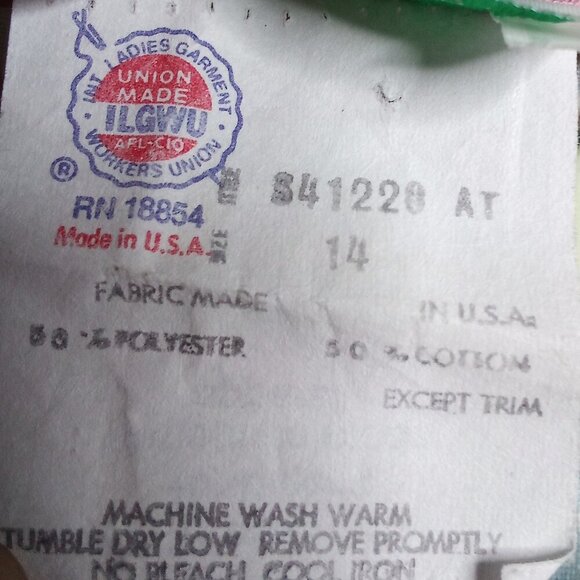 INT. LADIES GARMENT
WORKERS UNION
UNION
MADE
ILGWU
AFL-CIO
®
RN 18854
Made in U.S.A.
STYLE
S41220 AT
SIZE
14
FABRIC MADE IN U.S.A.
50 % POLYESTER 50 % COTTON
EXCEPT TRIM
MACHINE WASH WARM
TUMBLE DRY LOW REMOVE PROMPTLY
NO BLEACH COOL IRON